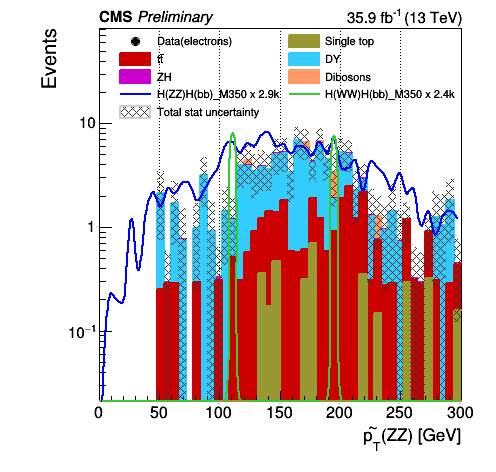 CMS Preliminary 35.9 fb⁻¹ (13 TeV)
Events
Data(electrons) Single top
tt̄ DY
ZH Dibosons
H(ZZ)H(bb)_M350 x 2.9k H(WW)H(bb)_M350 x 2.4k
Total stat uncertainty
10
1
10⁻¹
0 50 100 150 200 250 300
p̃_T(ZZ) [GeV]